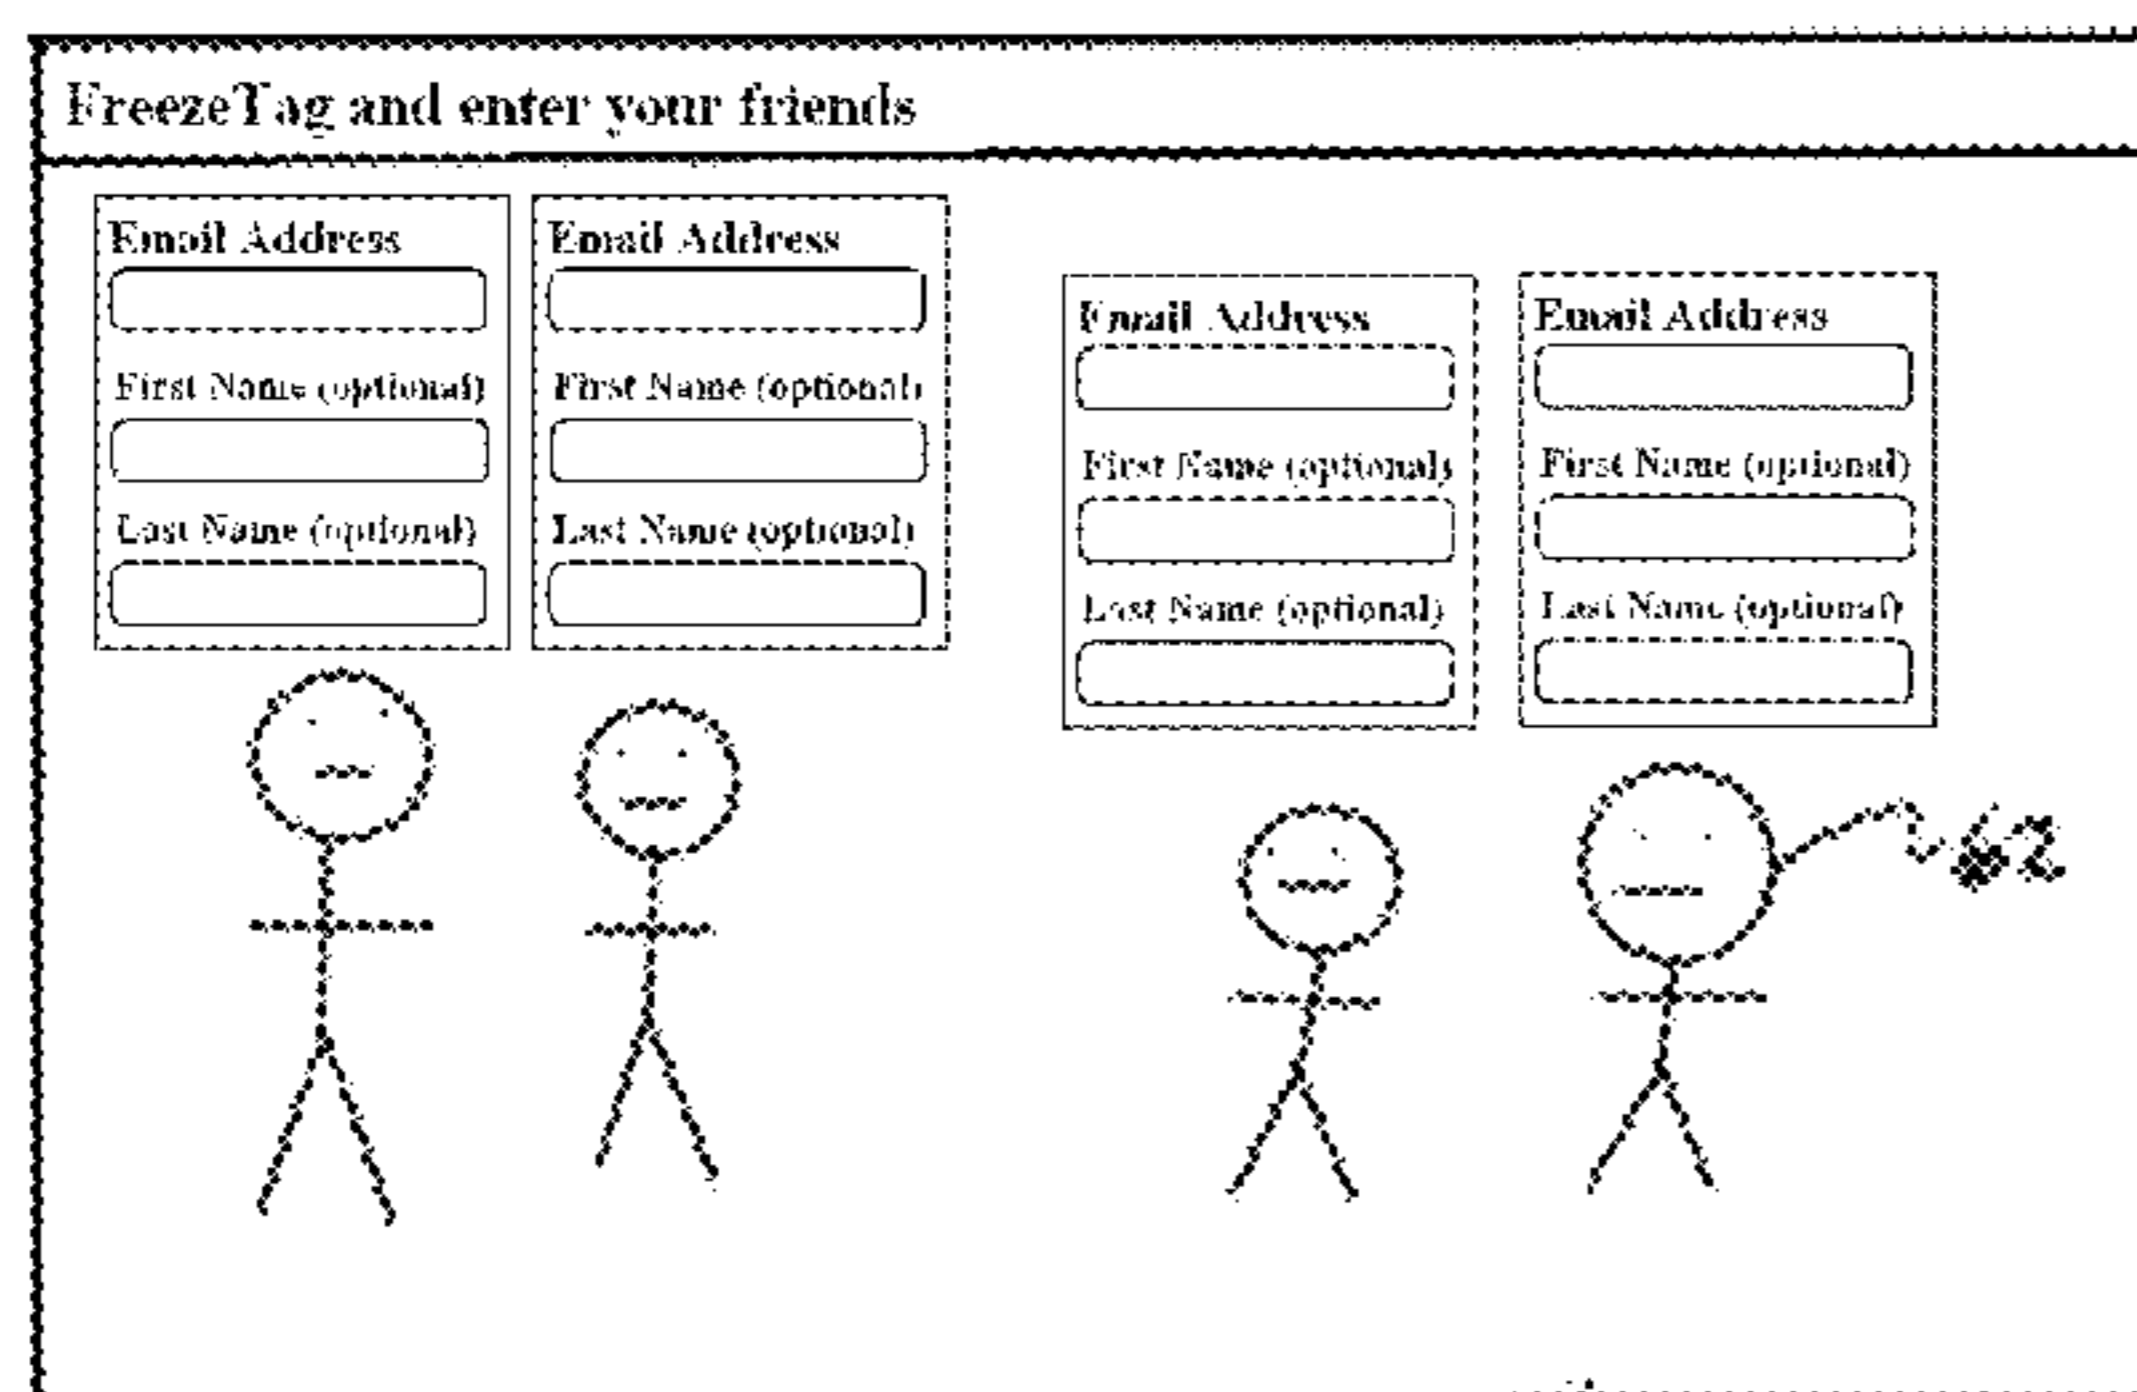 FreezeTag and enter your friends
Email Address
First Name (optional)
Last Name (optional)
Email Address
First Name (optional)
Last Name (optional)
Email Address
First Name (optional)
Last Name (optional)
Email Address
First Name (optional)
Last Name (optional)